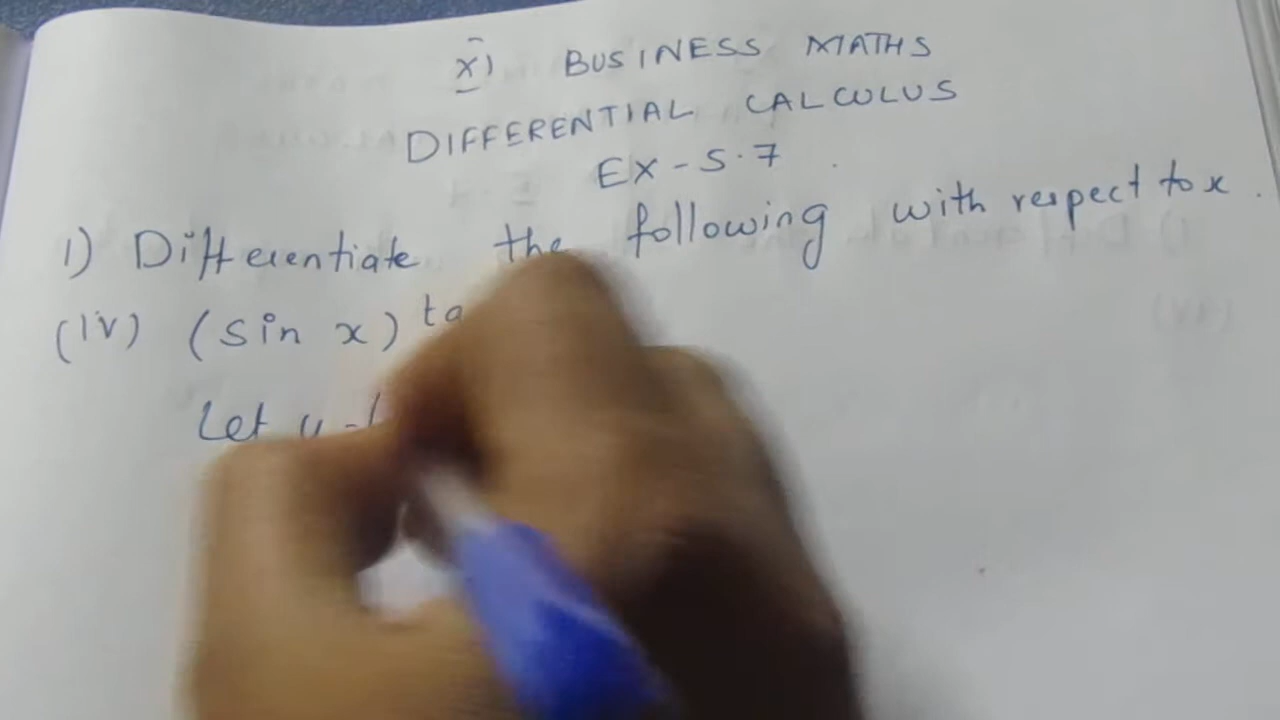 XI BUSINESS MATHS
DIFFERENTIAL CALCULUS
EX-5.7
1) Differentiate the following with respect to x.
(iv) (sin x)
Let y = (